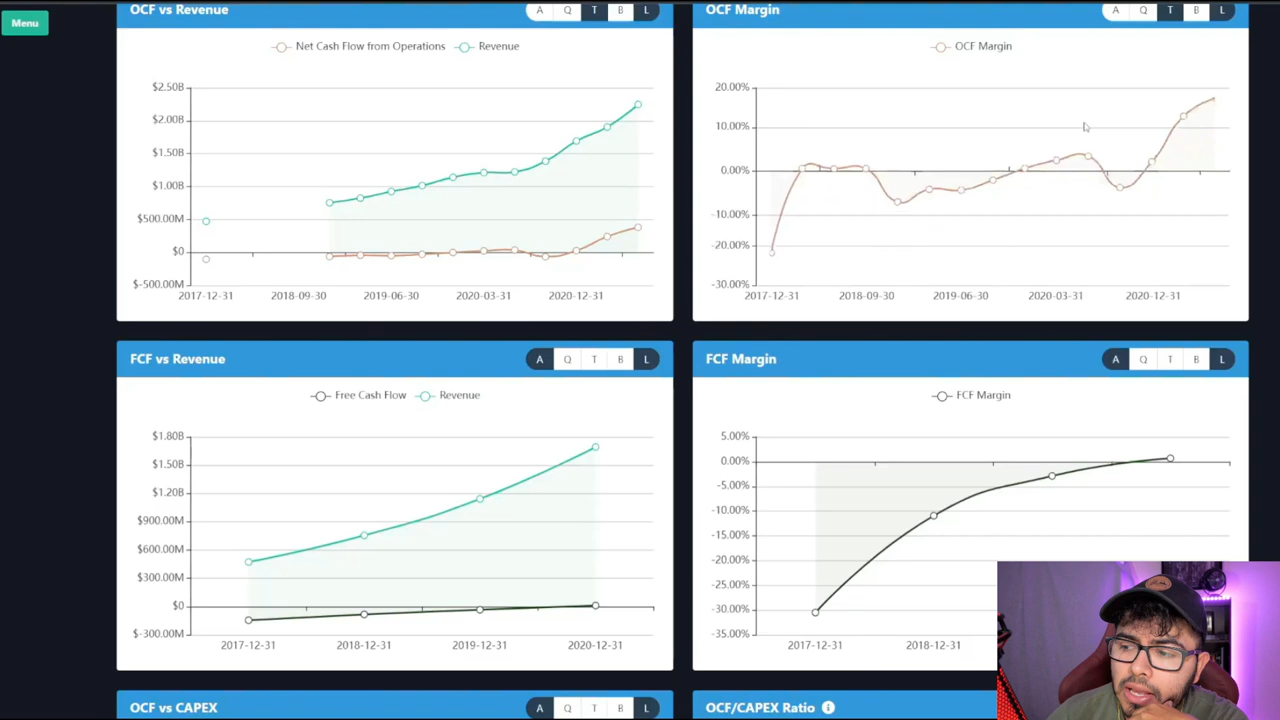 Menu
OCF vs Revenue
A Q T B L
Net Cash Flow from Operations Revenue
$2.50B
$2.00B
$1.50B
$1.00B
$500.00M
$0
$-500.00M
2017-12-31 2018-09-30 2019-06-30 2020-03-31 2020-12-31
OCF Margin
A Q T B L
OCF Margin
20.00%
10.00%
0.00%
-10.00%
-20.00%
-30.00%
2017-12-31 2018-09-30 2019-06-30 2020-03-31 2020-12-31
FCF vs Revenue
A Q T B L
Free Cash Flow Revenue
$1.80B
$1.50B
$1.20B
$900.00M
$600.00M
$300.00M
$0
$-300.00M
2017-12-31 2018-12-31 2019-12-31 2020-12-31
FCF Margin
A Q T B L
FCF Margin
5.00%
0.00%
-5.00%
-10.00%
-15.00%
-20.00%
-25.00%
-30.00%
-35.00%
2017-12-31 2018-12-31
OCF vs CAPEX
A Q T B L
OCF/CAPEX Ratio